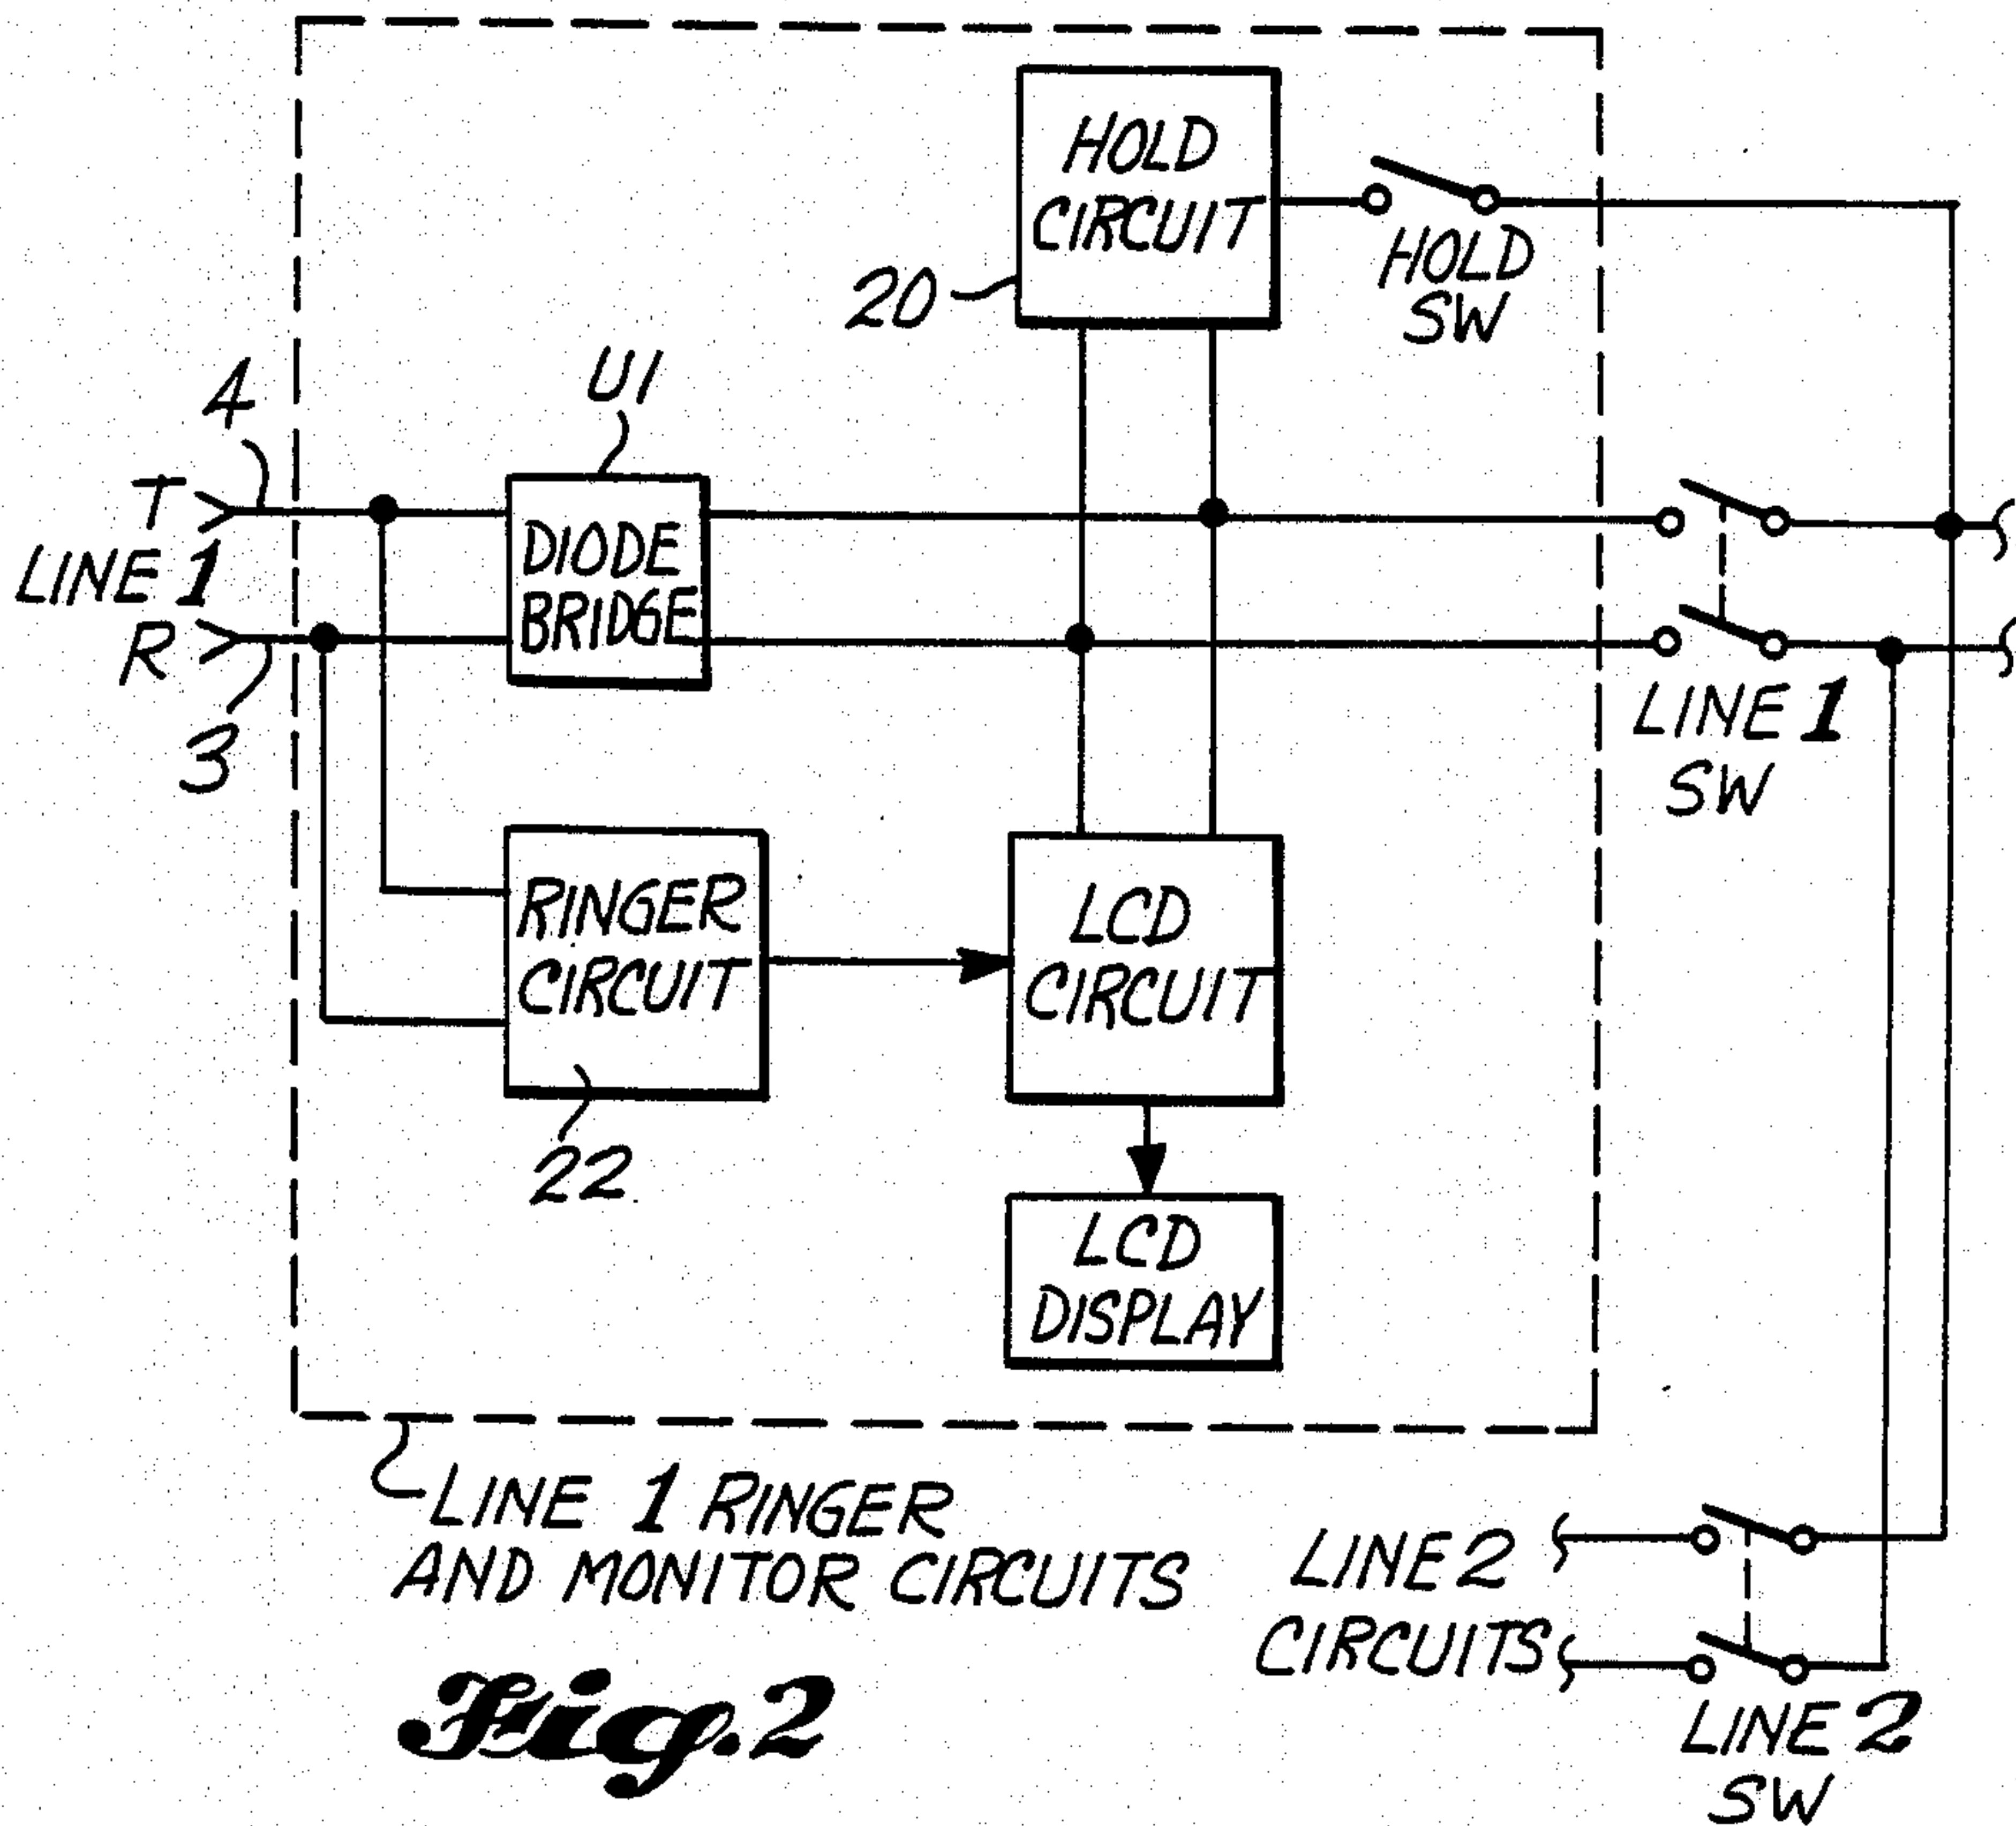 HOLD
CIRCUIT
20
HOLD
SW
U1
4
T
LINE 1
R
3
DIODE
BRIDGE
LINE 1
SW
RINGER
CIRCUIT
22
LCD
CIRCUIT
LCD
DISPLAY
LINE 1 RINGER
AND MONITOR CIRCUITS
LINE 2
CIRCUITS
LINE 2
SW
Fig. 2